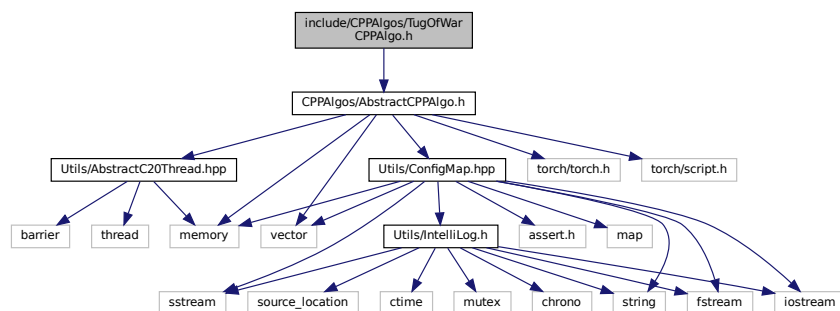 include/CPPAlgos/TugOfWar
CPPAlgo.h
CPPAlgos/AbstractCPPAlgo.h
Utils/AbstractC20Thread.hpp
Utils/ConfigMap.hpp
torch/torch.h
torch/script.h
barrier
thread
memory
vector
Utils/IntelliLog.h
assert.h
map
sstream
source_location
ctime
mutex
chrono
string
fstream
iostream